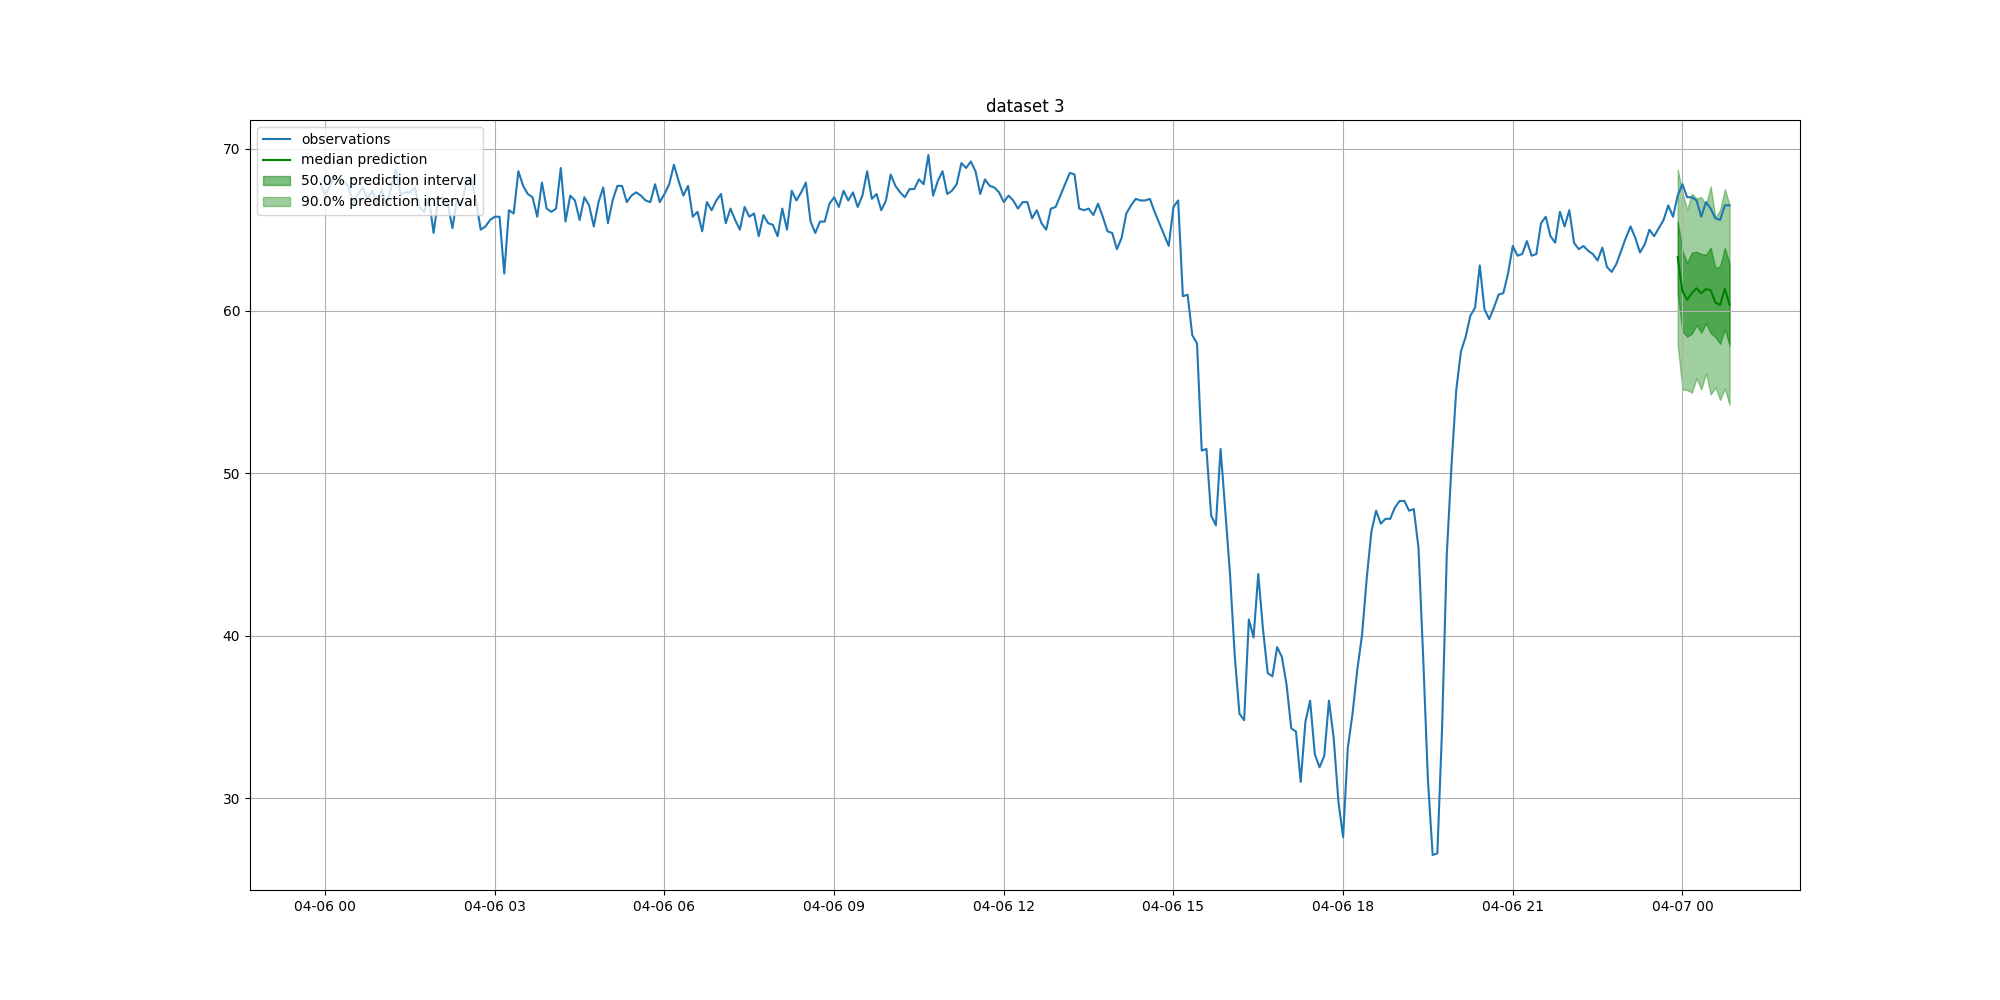 dataset 3
observations
median prediction
50.0% prediction interval
90.0% prediction interval
70
60
50
40
30
04-06 00 04-06 03 04-06 06 04-06 09 04-06 12 04-06 15 04-06 18 04-06 21 04-07 00